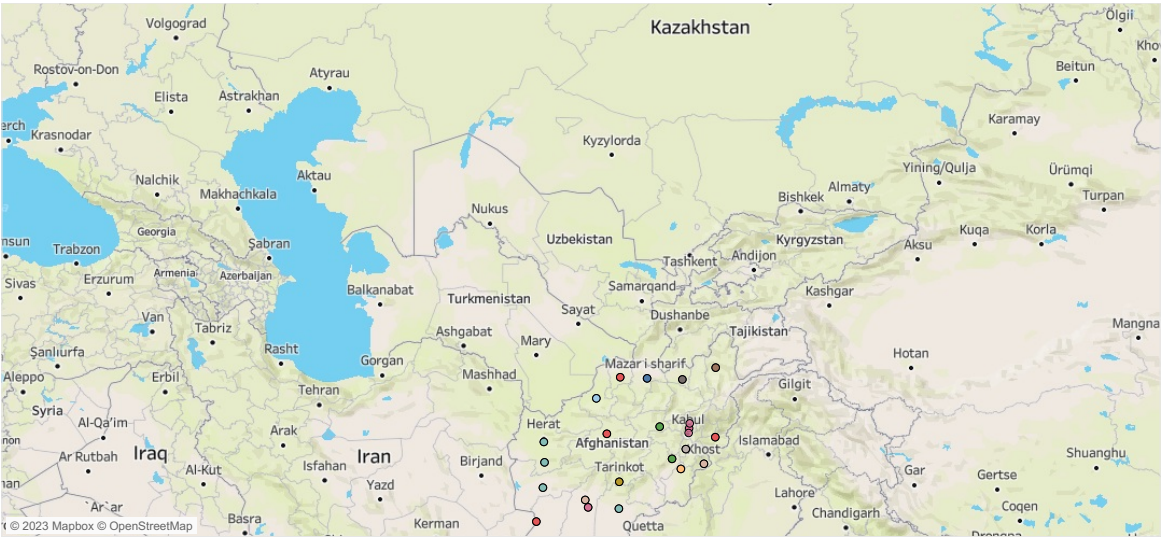 Ölgii
Volgograd
Kazakhstan
Kho
Rostov-on-Don
Atyrau
Beitun
Elista
Astrakhan
Karamay
erch
Krasnodar
Kyzylorda
Yining/Qulja
Ürümqi
Nalchik
Aktau
Almaty
Turpan
Makhachkala
Bishkek
Nukus
Georgia
Kuqa
Korla
msun
Trabzon
Şabran
Uzbekistan
Kyrgyzstan
Aksu
Tashkent
Andijon
Armenia
Azerbaijan
Sivas
Erzurum
Balkanabat
Samarqand
Kashgar
Turkmenistan
Sayat
Dushanbe
Van
Tabriz
Ashgabat
Tajikistan
Mangna
Şanlıurfa
Rasht
Gorgan
Mary
Hotan
Mazar i sharif
Aleppo
Erbil
Tehran
Mashhad
Gilgit
Syria
Al-Qa'im
Herat
Kabul
Arak
Afghanistan
Islamabad
Khost
Ar Rutbah
Iraq
Iran
Shuanghu
Al-Kut
Isfahan
Birjand
Tarinkot
Gar
Gertse
Yazd
Lahore
`Ar`ar
Coqen
Basra
Kerman
Quetta
Chandigarh
© 2023 Mapbox © OpenStreetMap